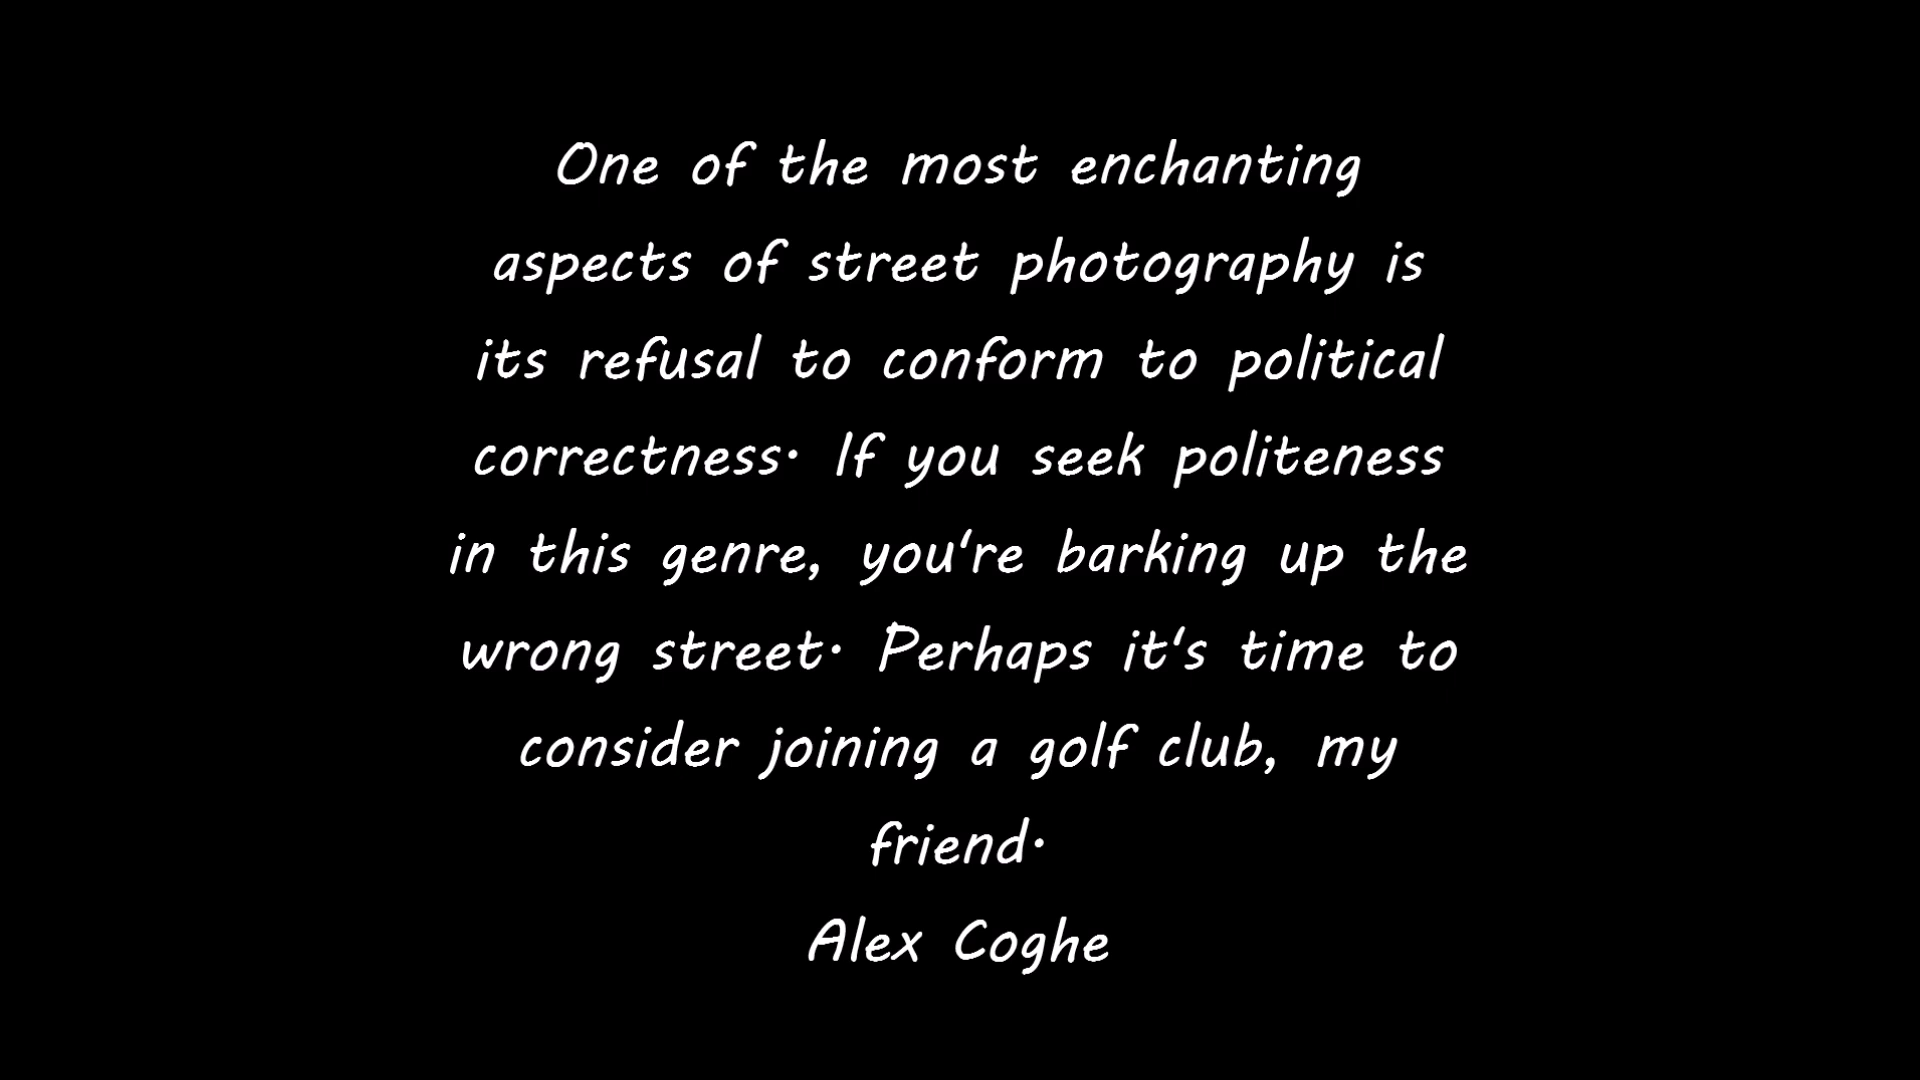 One of the most enchanting
aspects of street photography is
its refusal to conform to political
correctness. If you seek politeness
in this genre, you're barking up the
wrong street. Perhaps it's time to
consider joining a golf club, my
friend.
Alex Coghe